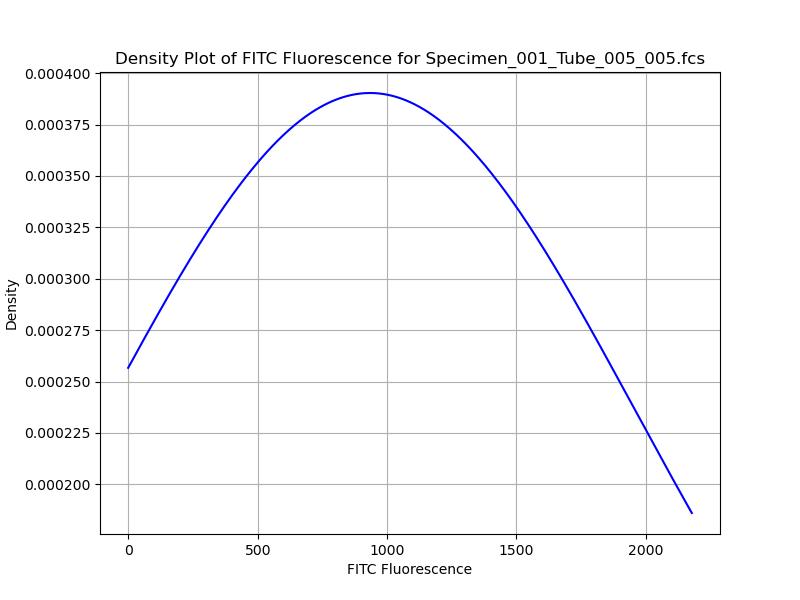 Density Plot of FITC Fluorescence for Specimen_001_Tube_005_005.fcs
0.000400
0.000375
0.000350
0.000325
0.000300
0.000275
0.000250
0.000225
0.000200
Density
0 500 1000 1500 2000
FITC Fluorescence